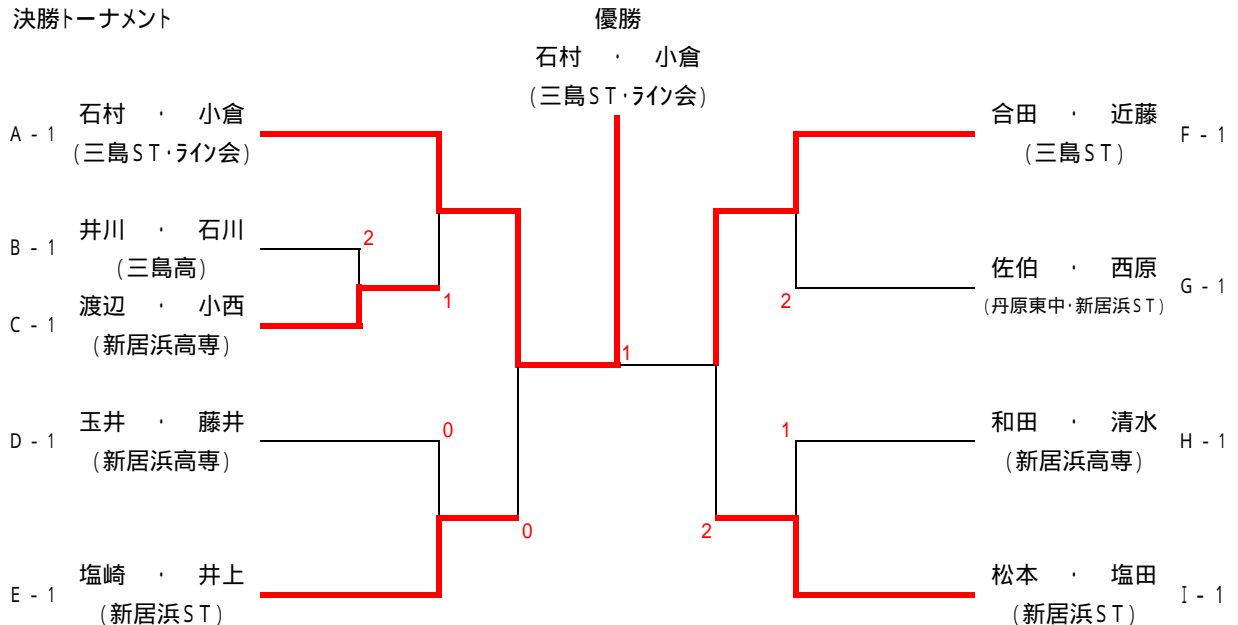 決勝トーナメント
優勝
石村 ・ 小倉
(三島ST・ライン会)
A - 1
石村 ・ 小倉
(三島ST・ライン会)
B - 1
井川 ・ 石川
(三島高)
2
C - 1
渡辺 ・ 小西
(新居浜高専)
1
D - 1
玉井 ・ 藤井
(新居浜高専)
0
E - 1
塩崎 ・ 井上
(新居浜ST)
0
1
合田 ・ 近藤
(三島ST)
F - 1
佐伯 ・ 西原
(丹原東中・新居浜ST)
G - 1
2
和田 ・ 清水
(新居浜高専)
H - 1
1
松本 ・ 塩田
(新居浜ST)
I - 1
2